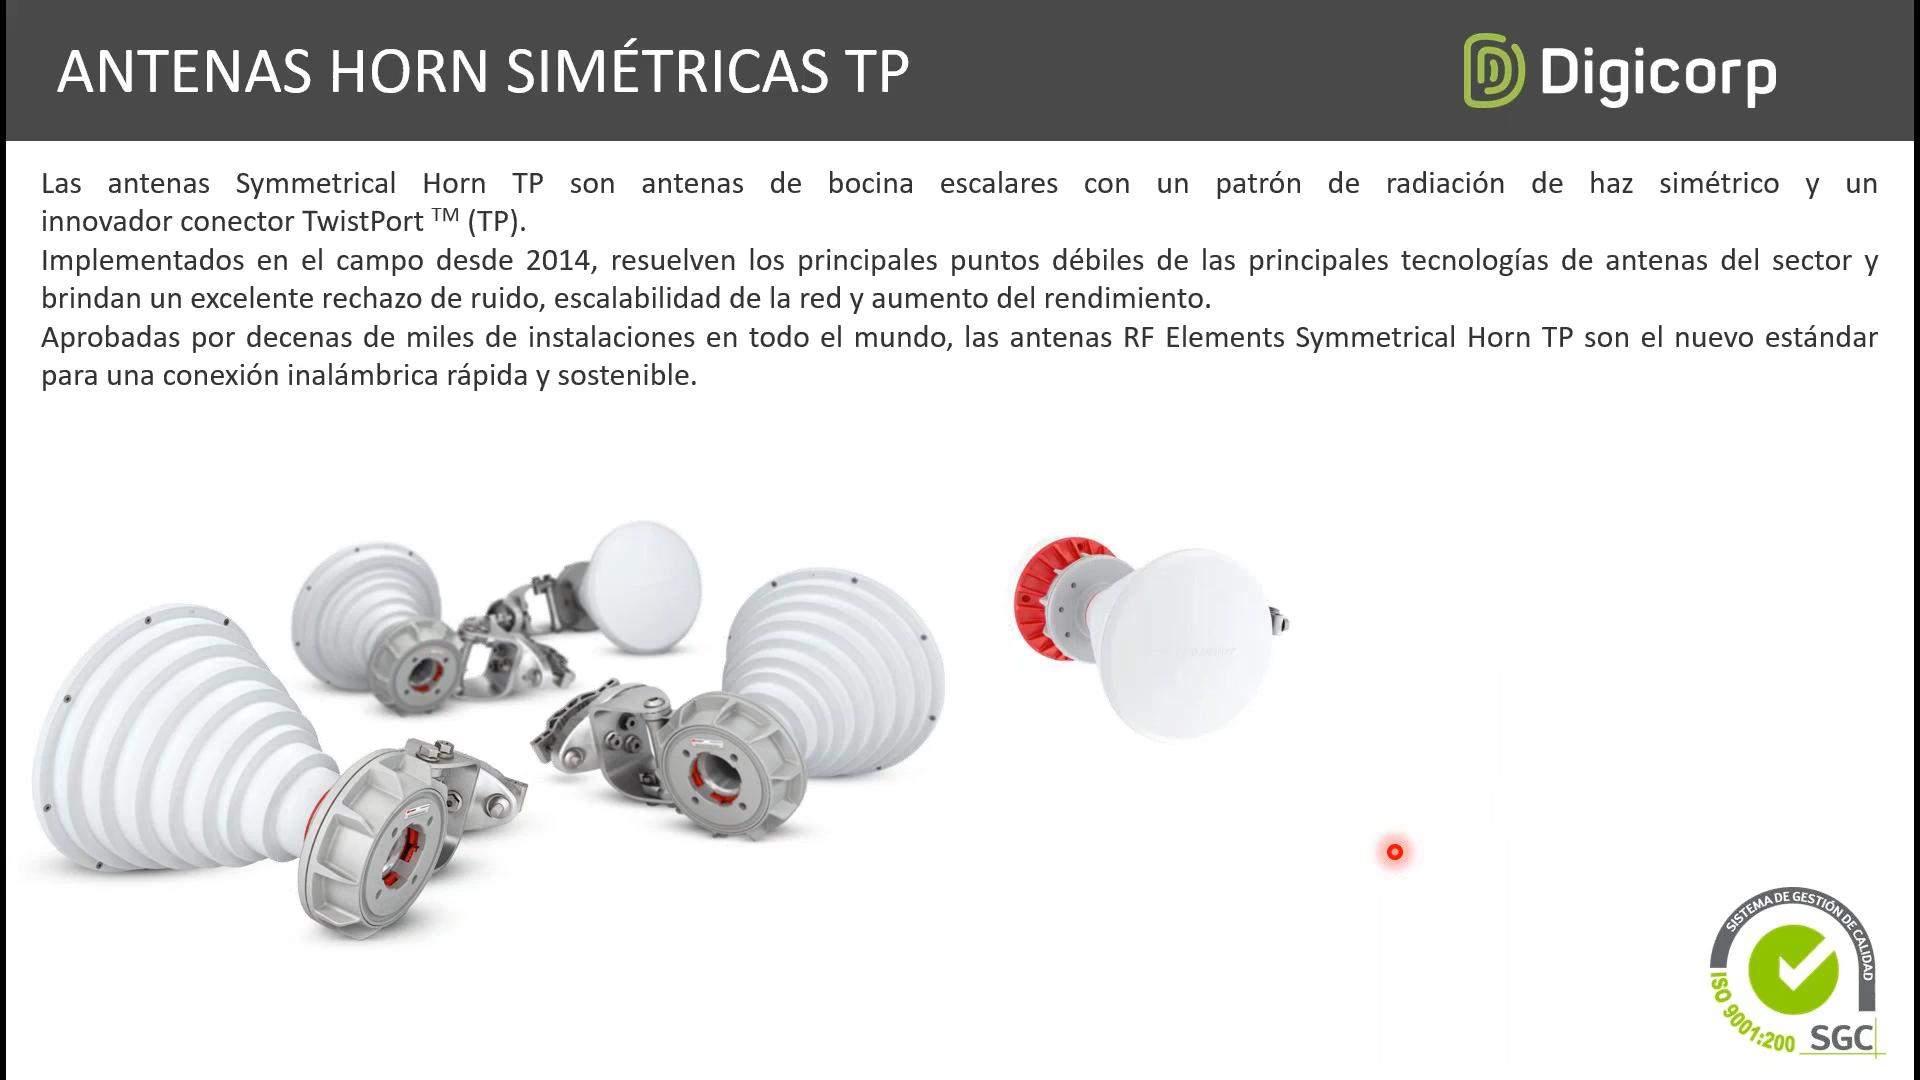 ANTENAS HORN SIMÉTRICAS TP
Digicorp
Las antenas Symmetrical Horn TP son antenas de bocina escalares con un patrón de radiación de haz simétrico y un
innovador conector TwistPort ™ (TP).
Implementados en el campo desde 2014, resuelven los principales puntos débiles de las principales tecnologías de antenas del sector y
brindan un excelente rechazo de ruido, escalabilidad de la red y aumento del rendimiento.
Aprobadas por decenas de miles de instalaciones en todo el mundo, las antenas RF Elements Symmetrical Horn TP son el nuevo estándar
para una conexión inalámbrica rápida y sostenible.
SISTEMA DE GESTIÓN DE CALIDAD
ISO 9001:200
SGC